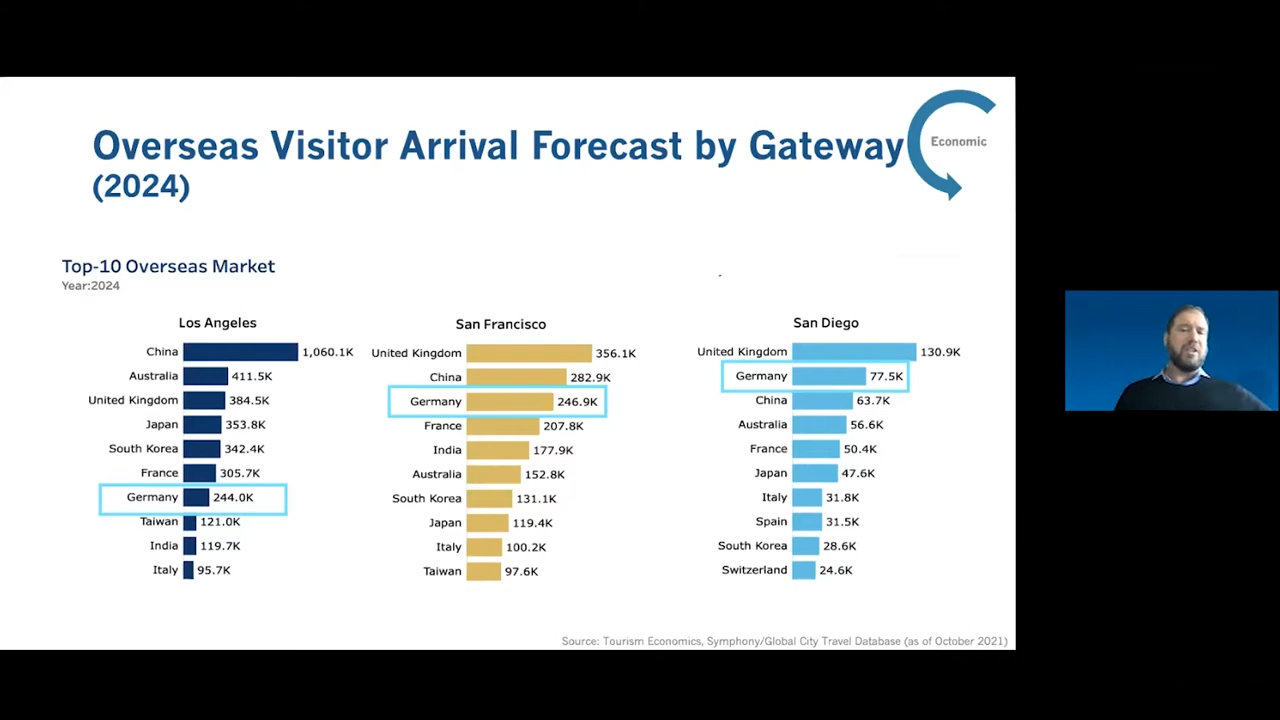 Overseas Visitor Arrival Forecast by Gateway
(2024)
Economic
Top-10 Overseas Market
Year:2024
Los Angeles
China 1,060.1K
Australia 411.5K
United Kingdom 384.5K
Japan 353.8K
South Korea 342.4K
France 305.7K
Germany 244.0K
Taiwan 121.0K
India 119.7K
Italy 95.7K
San Francisco
United Kingdom 356.1K
China 282.9K
Germany 246.9K
France 207.8K
India 177.9K
Australia 152.8K
South Korea 131.1K
Japan 119.4K
Italy 100.2K
Taiwan 97.6K
San Diego
United Kingdom 130.9K
Germany 77.5K
China 63.7K
Australia 56.6K
France 50.4K
Japan 47.6K
Italy 31.8K
Spain 31.5K
South Korea 28.6K
Switzerland 24.6K
Source: Tourism Economics, Symphony/Global City Travel Database (as of October 2021)